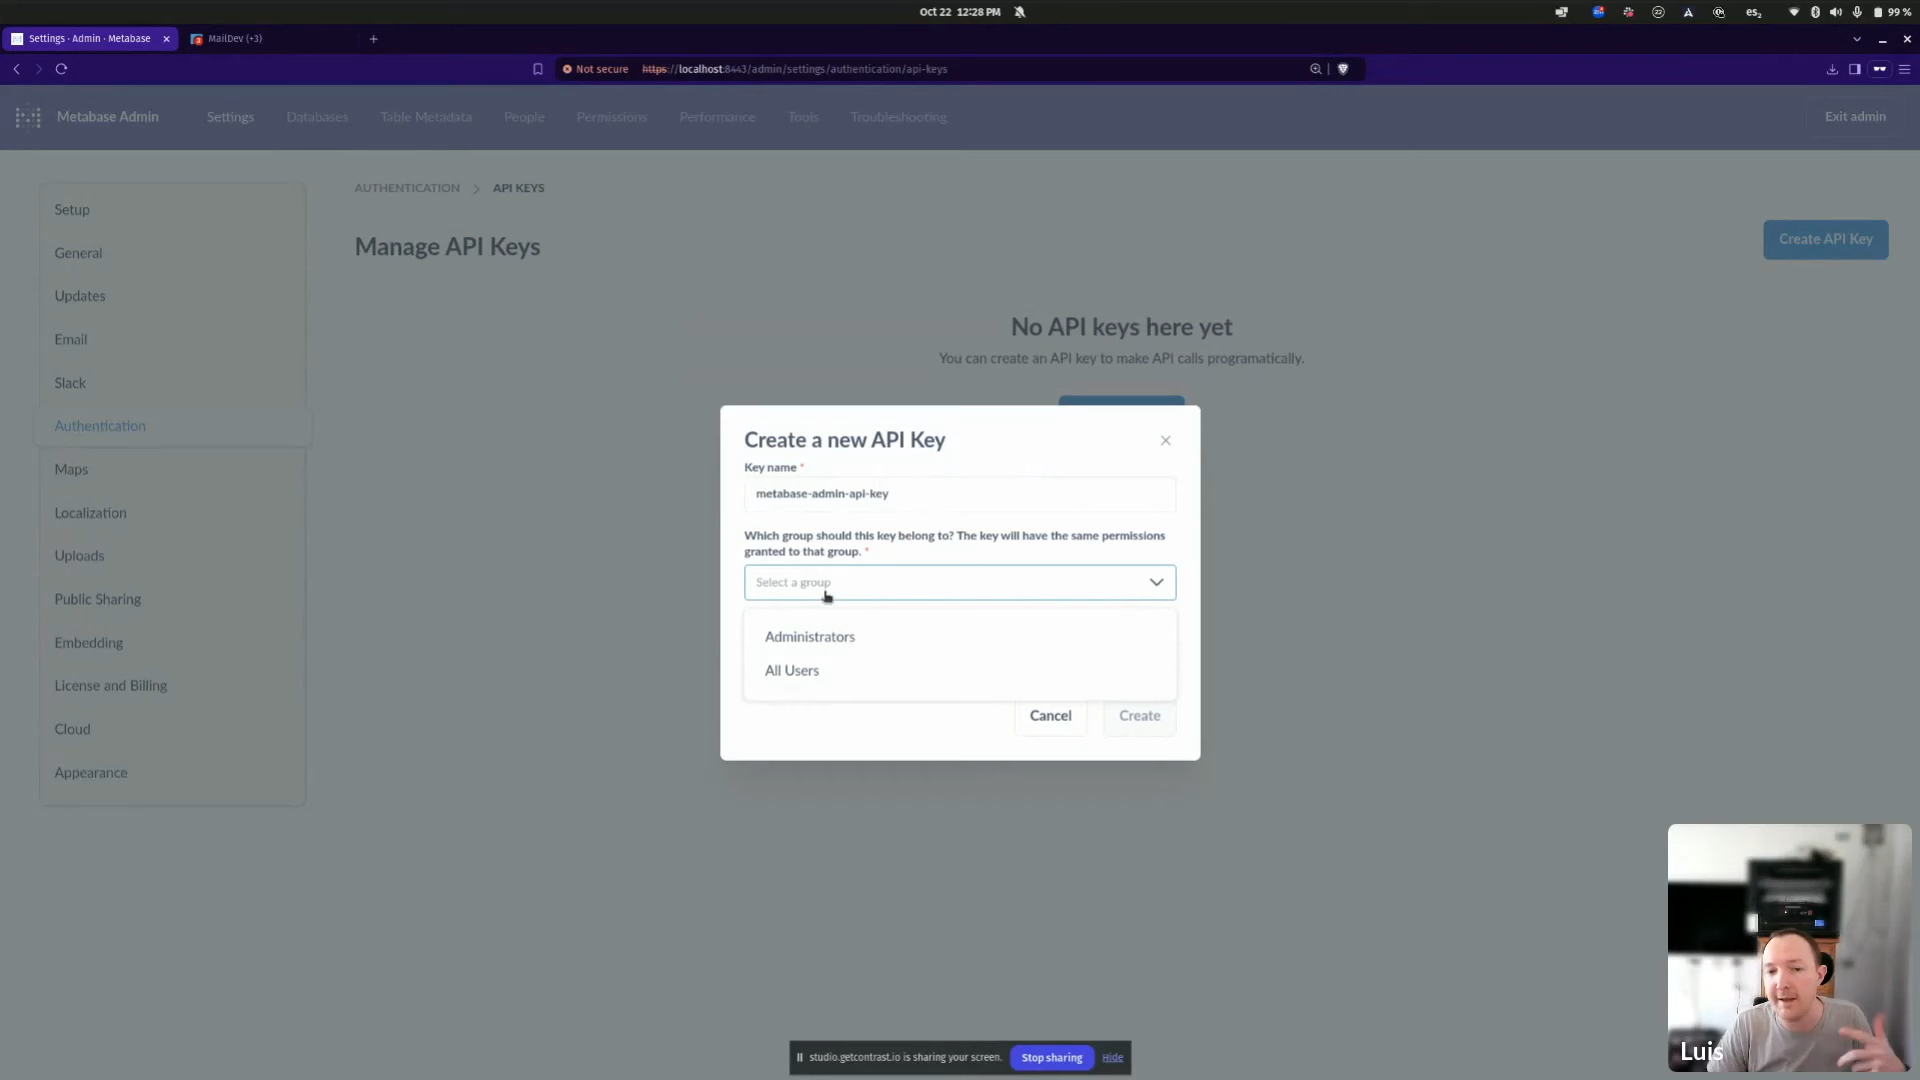 Oct 22 12:28 PM
es₂
99 %
Settings · Admin · Metabase
MailDev (+3)
Not secure
https://localhost:8443/admin/settings/authentication/api-keys
Metabase Admin
Settings
Databases
Table Metadata
People
Permissions
Performance
Tools
Troubleshooting
Exit admin
Setup
General
Updates
Email
Slack
Authentication
Maps
Localization
Uploads
Public Sharing
Embedding
License and Billing
Cloud
Appearance
AUTHENTICATION > API KEYS
Manage API Keys
Create API Key
No API keys here yet
You can create an API key to make API calls programatically.
Create a new API Key
Key name *
metabase-admin-api-key
Which group should this key belong to? The key will have the same permissions
granted to that group. *
Select a group
Administrators
All Users
Cancel
Create
studio.getcontrast.io is sharing your screen.
Stop sharing
Hide
Luis